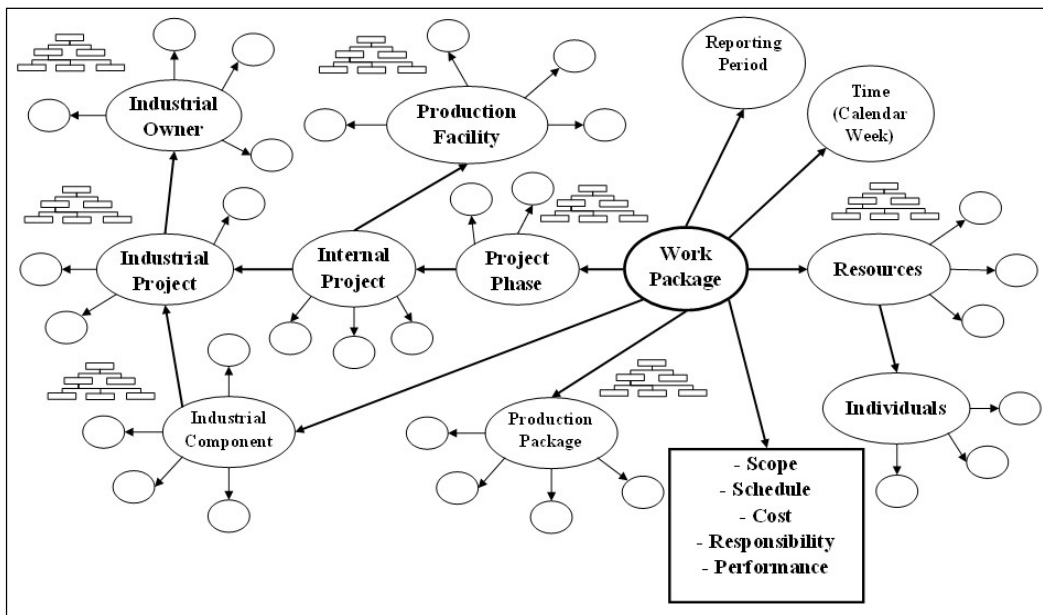 Reporting
Period
Time
(Calendar
Week)
Industrial
Owner
Production
Facility
Industrial
Project
Internal
Project
Project
Phase
Work
Package
Resources
Industrial
Component
Production
Package
Individuals
- Scope
- Schedule
- Cost
- Responsibility
- Performance